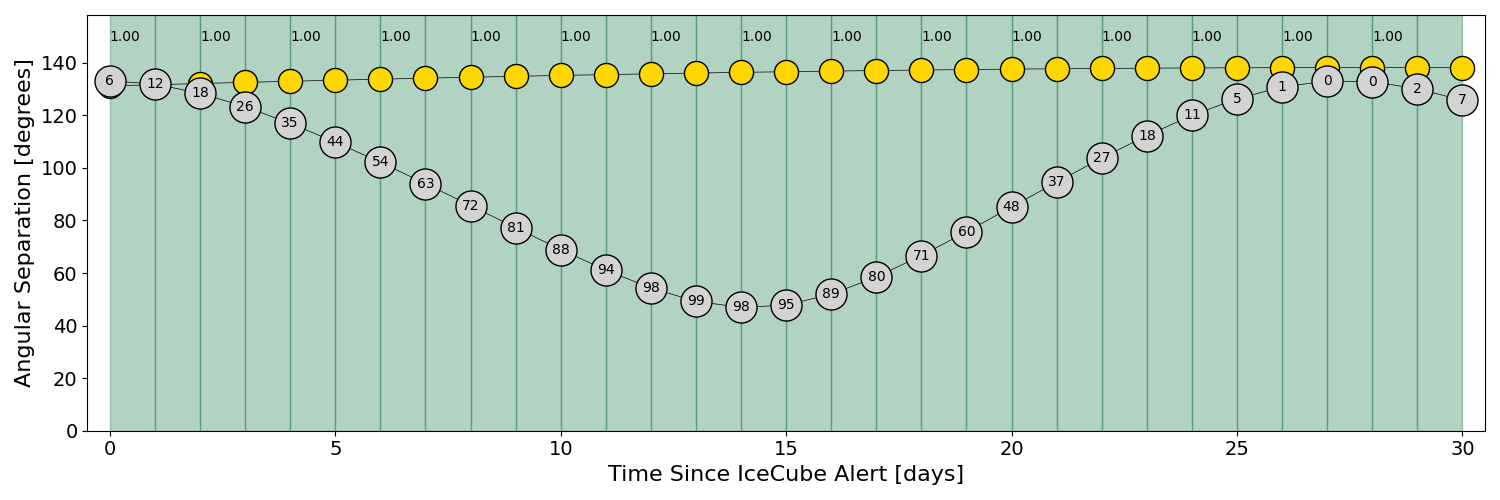 1.00 1.00 1.00 1.00 1.00 1.00 1.00 1.00 1.00 1.00 1.00 1.00 1.00 1.00 1.00
140
120
100
80
60
40
20
0
Angular Separation [degrees]
6 12 18 26 35 44 54 63 72 81 88 94 98 99 98 95 89 80 71 60 48 37 27 18 11 5 1 0 0 2 7
0 5 10 15 20 25 30
Time Since IceCube Alert [days]